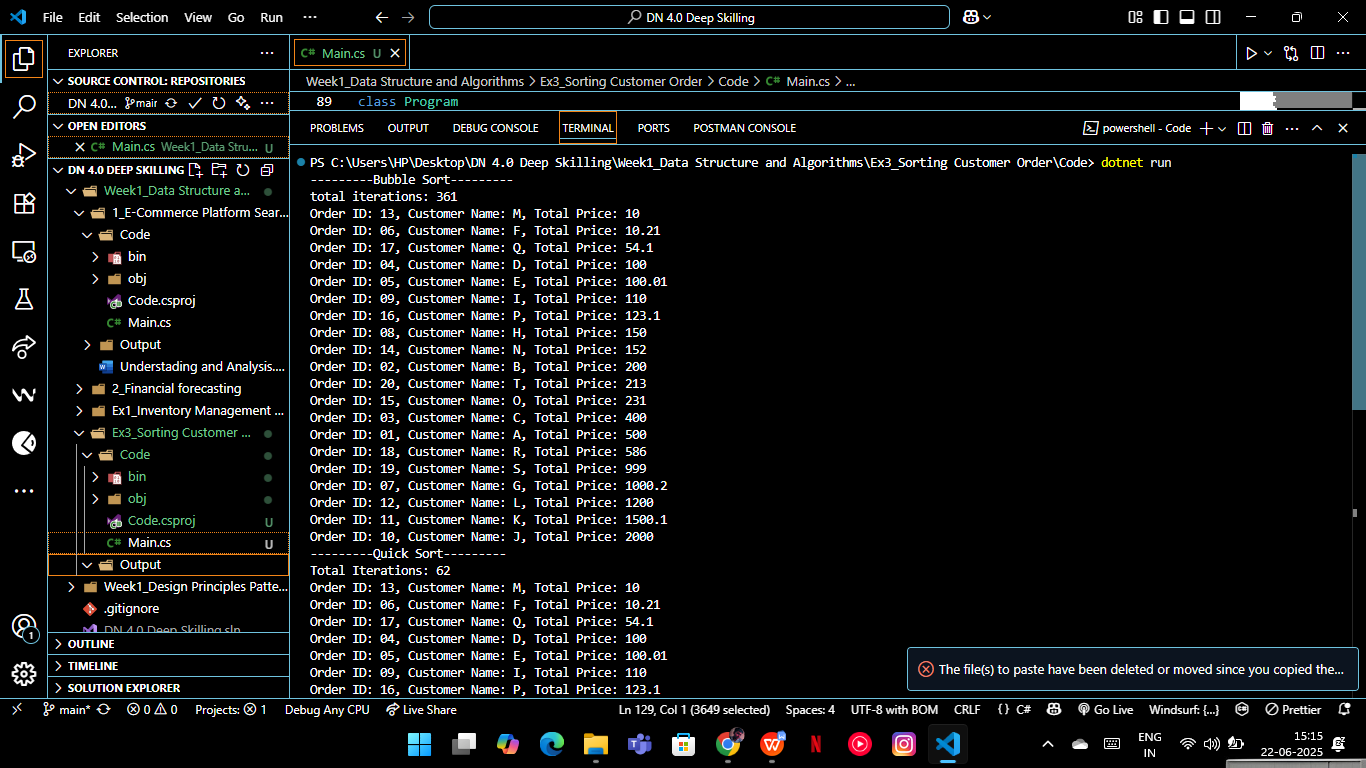 File Edit Selection View Go Run ··· DN 4.0 Deep Skilling
EXPLORER
SOURCE CONTROL: REPOSITORIES
DN 4.0... main
OPEN EDITORS
Main.cs Week1_Data Stru... U
DN 4.0 DEEP SKILLING
Week1_Data Structure a...
1_E-Commerce Platform Sear...
Code
bin
obj
Code.csproj
C# Main.cs
Output
Understading and Analysis....
2_Financial forecasting
Ex1_Inventory Management ...
Ex3_Sorting Customer ...
Code
bin
obj
Code.csproj U
C# Main.cs U
Output
Week1_Design Principles Patte...
.gitignore
DN 4.0 Deep Skilling.sln
OUTLINE
TIMELINE
SOLUTION EXPLORER
C# Main.cs U
Week1_Data Structure and Algorithms > Ex3_Sorting Customer Order > Code > C# Main.cs > ...
89 class Program
PROBLEMS OUTPUT DEBUG CONSOLE TERMINAL PORTS POSTMAN CONSOLE
powershell - Code
PS C:\Users\HP\Desktop\DN 4.0 Deep Skilling\Week1_Data Structure and Algorithms\Ex3_Sorting Customer Order\Code> dotnet run
---------Bubble Sort---------
total iterations: 361
Order ID: 13, Customer Name: M, Total Price: 10
Order ID: 06, Customer Name: F, Total Price: 10.21
Order ID: 17, Customer Name: Q, Total Price: 54.1
Order ID: 04, Customer Name: D, Total Price: 100
Order ID: 05, Customer Name: E, Total Price: 100.01
Order ID: 09, Customer Name: I, Total Price: 110
Order ID: 16, Customer Name: P, Total Price: 123.1
Order ID: 08, Customer Name: H, Total Price: 150
Order ID: 14, Customer Name: N, Total Price: 152
Order ID: 02, Customer Name: B, Total Price: 200
Order ID: 20, Customer Name: T, Total Price: 213
Order ID: 15, Customer Name: O, Total Price: 231
Order ID: 03, Customer Name: C, Total Price: 400
Order ID: 01, Customer Name: A, Total Price: 500
Order ID: 18, Customer Name: R, Total Price: 586
Order ID: 19, Customer Name: S, Total Price: 999
Order ID: 07, Customer Name: G, Total Price: 1000.2
Order ID: 12, Customer Name: L, Total Price: 1200
Order ID: 11, Customer Name: K, Total Price: 1500.1
Order ID: 10, Customer Name: J, Total Price: 2000
---------Quick Sort---------
Total Iterations: 62
Order ID: 13, Customer Name: M, Total Price: 10
Order ID: 06, Customer Name: F, Total Price: 10.21
Order ID: 17, Customer Name: Q, Total Price: 54.1
Order ID: 04, Customer Name: D, Total Price: 100
Order ID: 05, Customer Name: E, Total Price: 100.01
Order ID: 09, Customer Name: I, Total Price: 110
Order ID: 16, Customer Name: P, Total Price: 123.1
The file(s) to paste have been deleted or moved since you copied the...
main* 0 0 Projects: 1 Debug Any CPU Live Share Ln 129, Col 1 (3649 selected) Spaces: 4 UTF-8 with BOM CRLF {} C# Go Live Windsurf: {...} Prettier
1
ENG
IN
15:15
22-06-2025